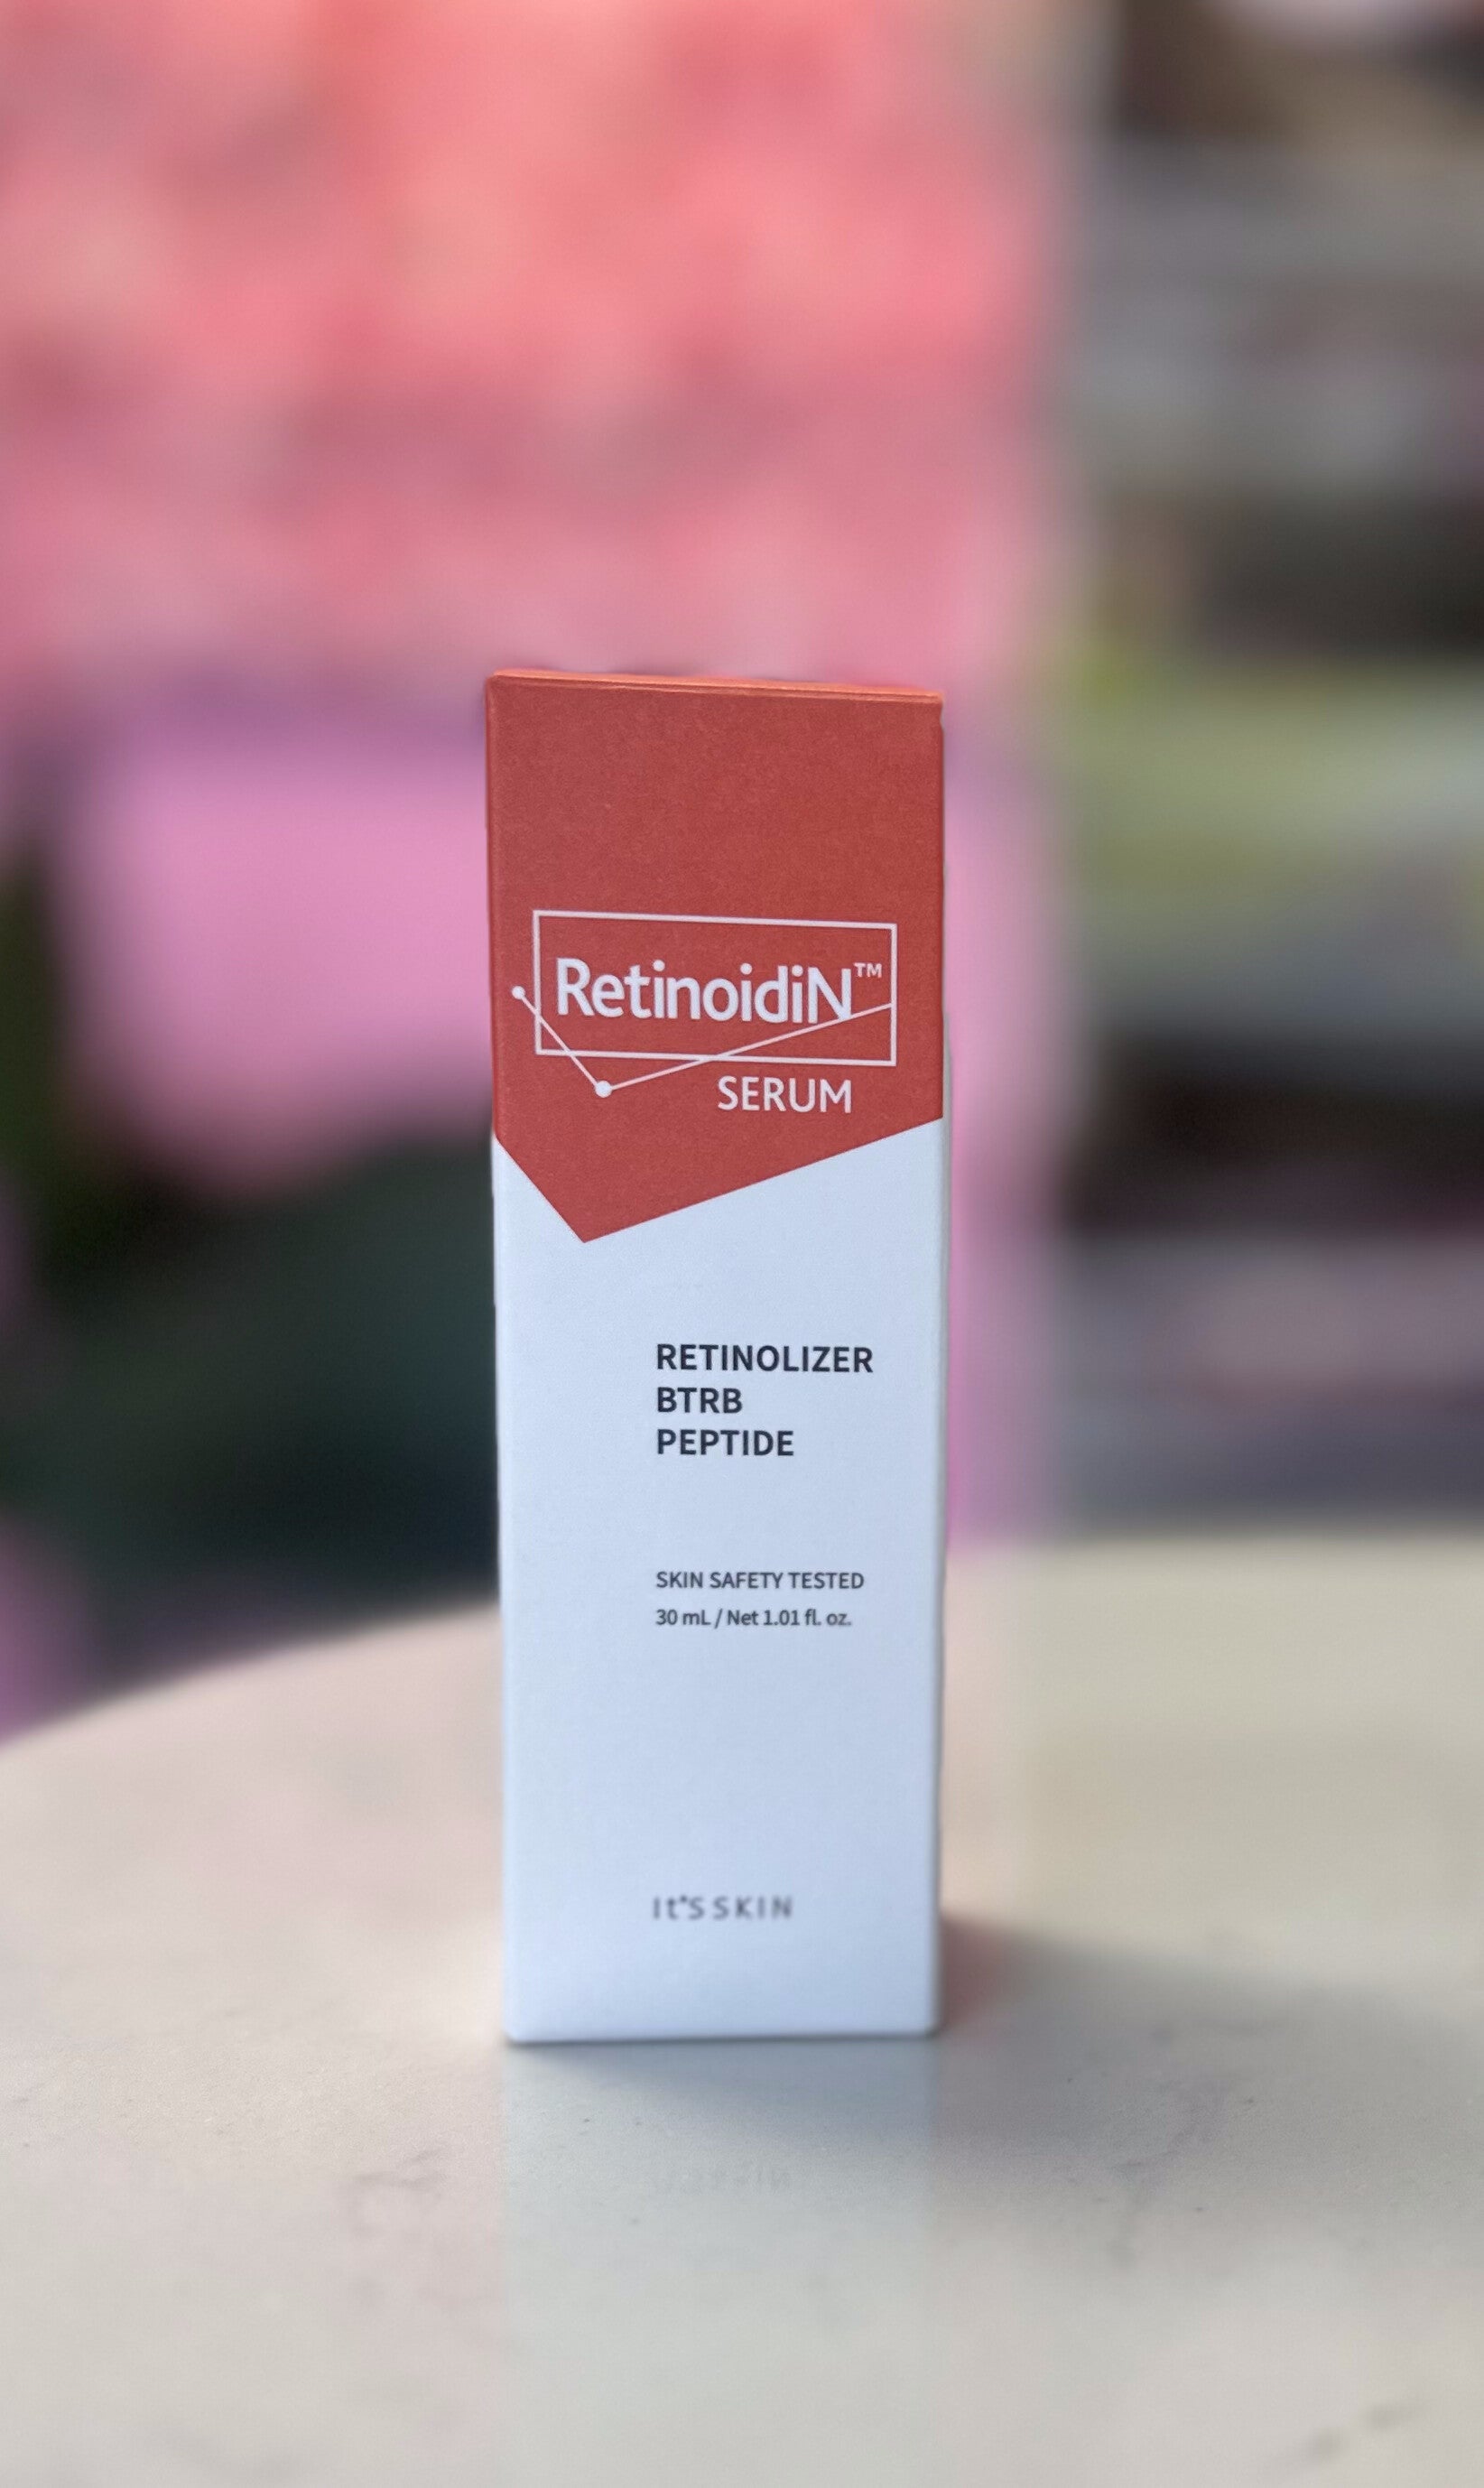 RetinoidiN™
SERUM
RETINOLIZER
BTRB
PEPTIDE
SKIN SAFETY TESTED
30 mL / Net 1.01 fl. oz.
It'S SKIN